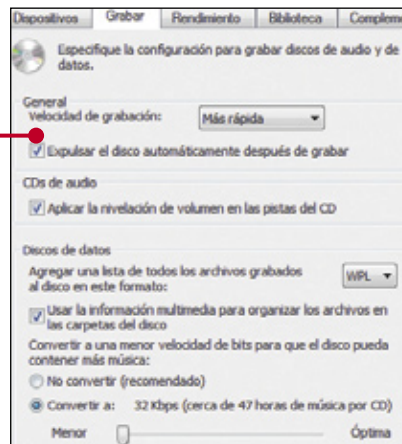 Dispositivos Grabar Rendimiento Biblioteca Compleme
Especifique la configuración para grabar discos de audio y de
datos.
General
Velocidad de grabación: Más rápida
Expulsar el disco automáticamente después de grabar
CDs de audio
Aplicar la nivelación de volumen en las pistas del CD
Discos de datos
Agregar una lista de todos los archivos grabados
al disco en este formato: WPL
Usar la información multimedia para organizar los archivos en
las carpetas del disco
Convertir a una menor velocidad de bits para que el disco pueda
contener más música:
No convertir (recomendado)
Convertir a: 32 Kbps (cerca de 47 horas de música por CD)
Menor Óptima